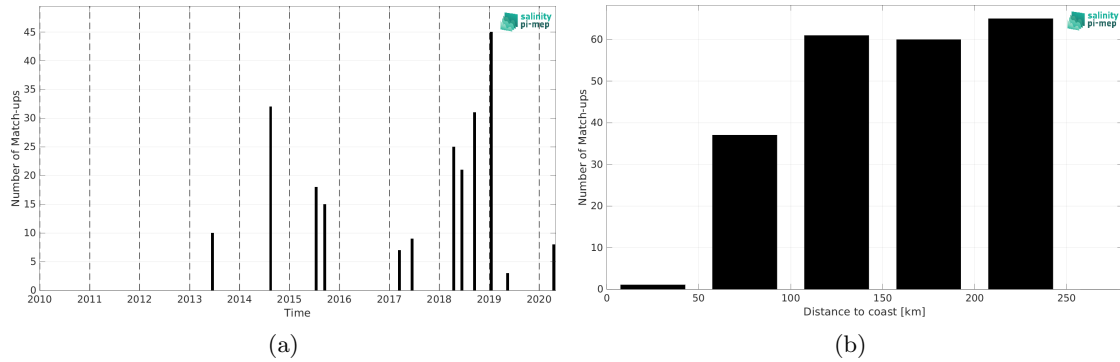 salinity
pi-mep
45
40
35
30
25
20
15
10
5
0
Number of Match-ups
2010 2011 2012 2013 2014 2015 2016 2017 2018 2019 2020
Time
(a)
salinity
pi-mep
60
50
40
30
20
10
0
Number of Match-ups
0 50 100 150 200 250
Distance to coast [km]
(b)